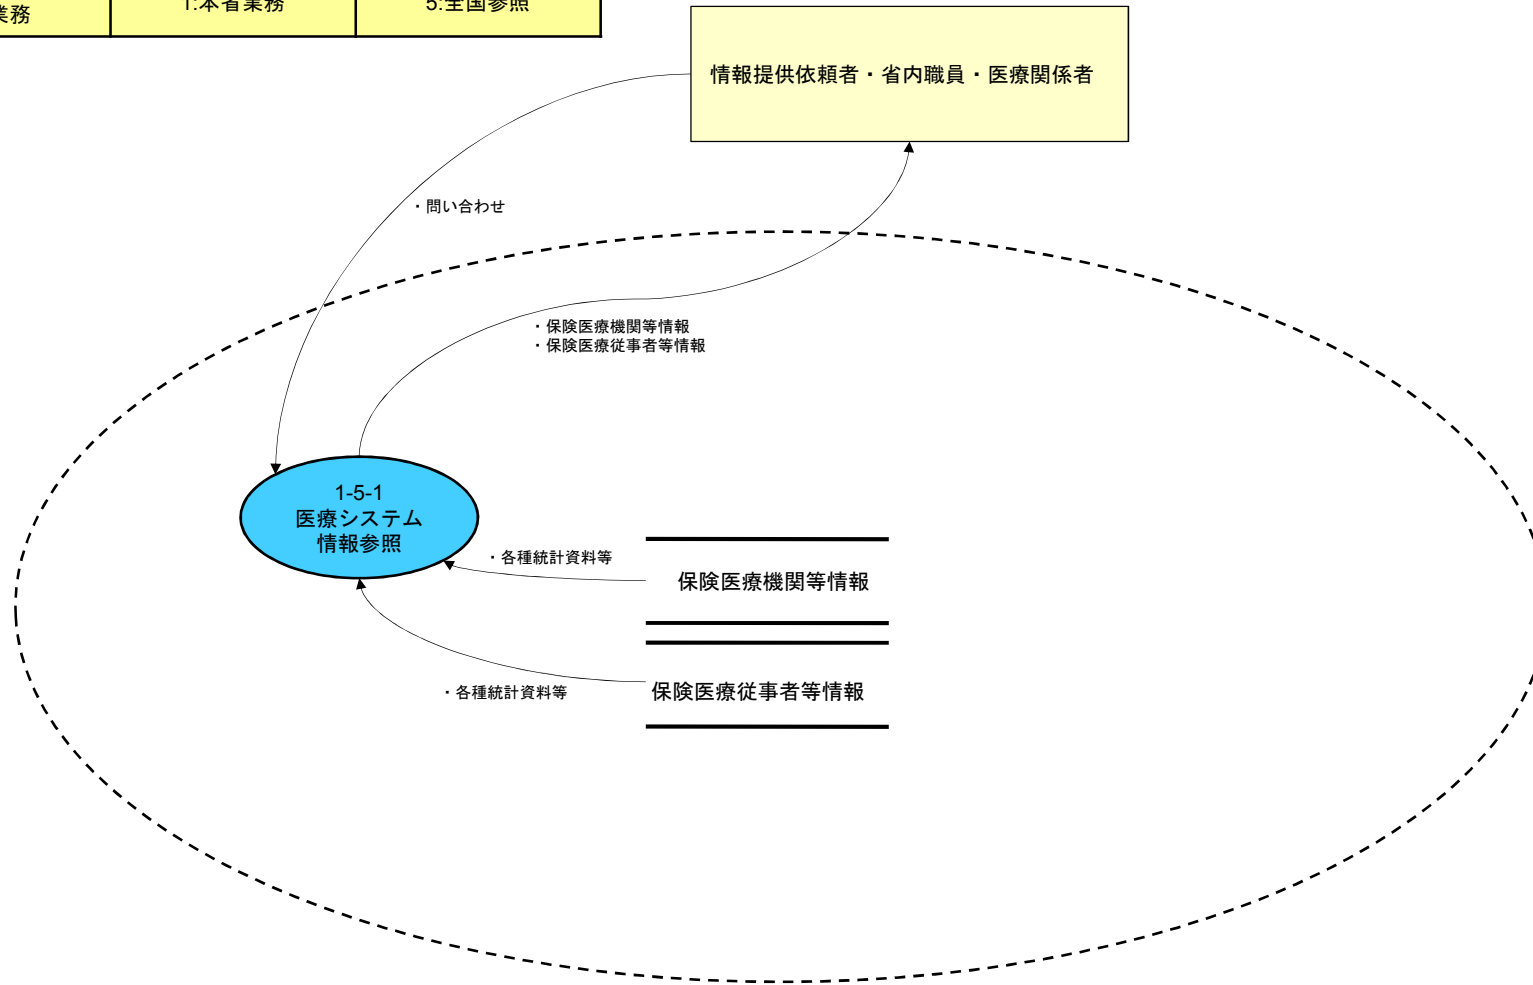 業務
1:本省業務
5:全国参照
情報提供依頼者・省内職員・医療関係者
・問い合わせ
・保険医療機関等情報
・保険医療従事者等情報
1-5-1
医療システム
情報参照
・各種統計資料等
保険医療機関等情報
・各種統計資料等
保険医療従事者等情報